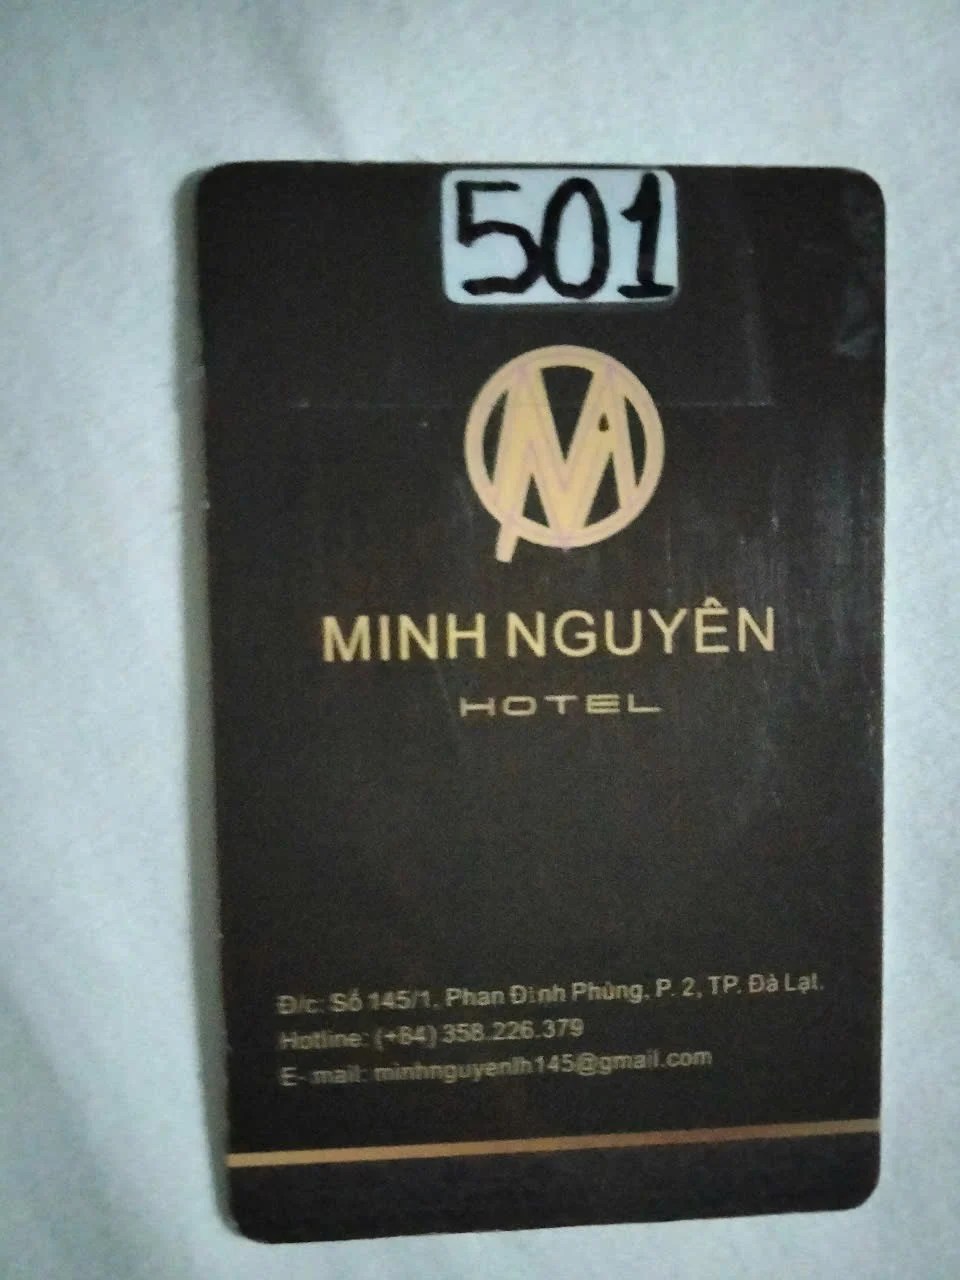 501
MINH NGUYÊN
HOTEL
Đ/c: Số 145/1, Phan Đình Phùng, P. 2, TP. Đà Lạt.
Hotline: (+84) 358.226.379
E-mail: minhnguyenlh145@gmail.com